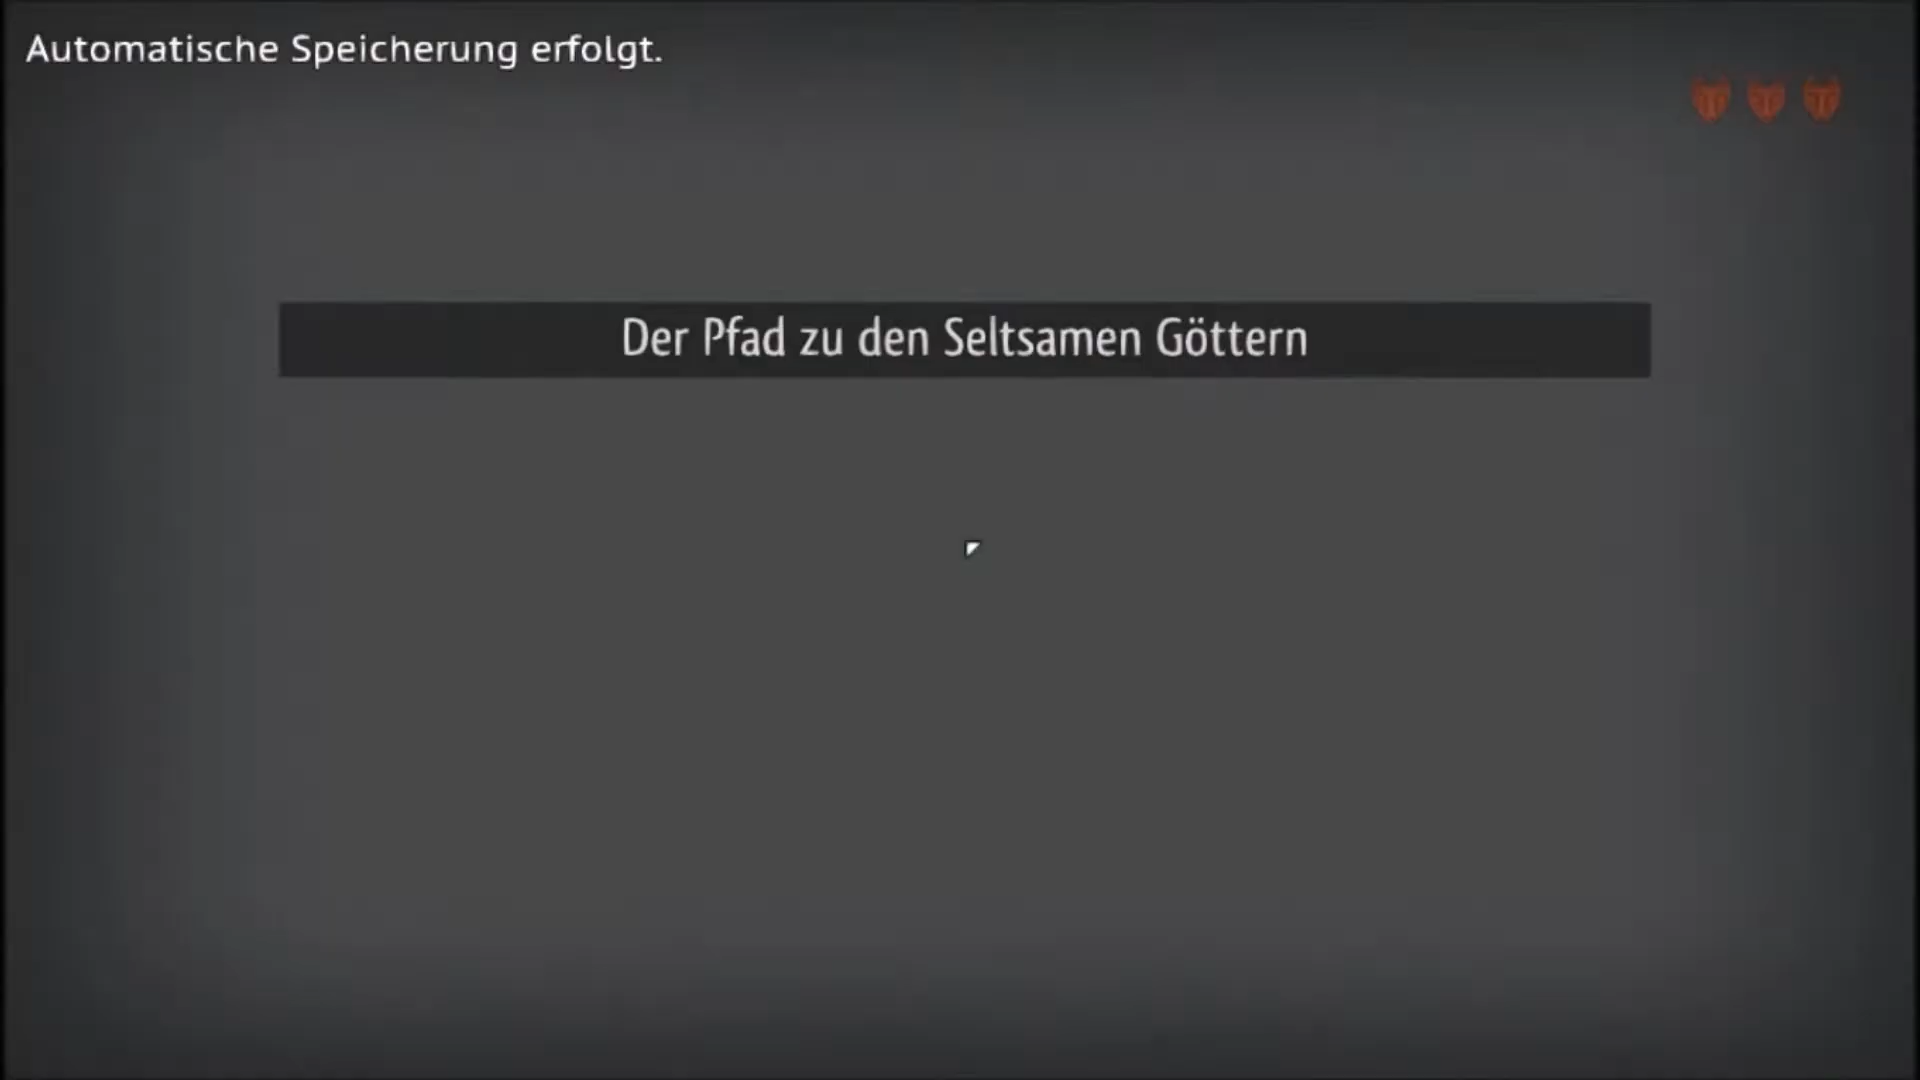 Automatische Speicherung erfolgt.
Der Pfad zu den Seltsamen Göttern